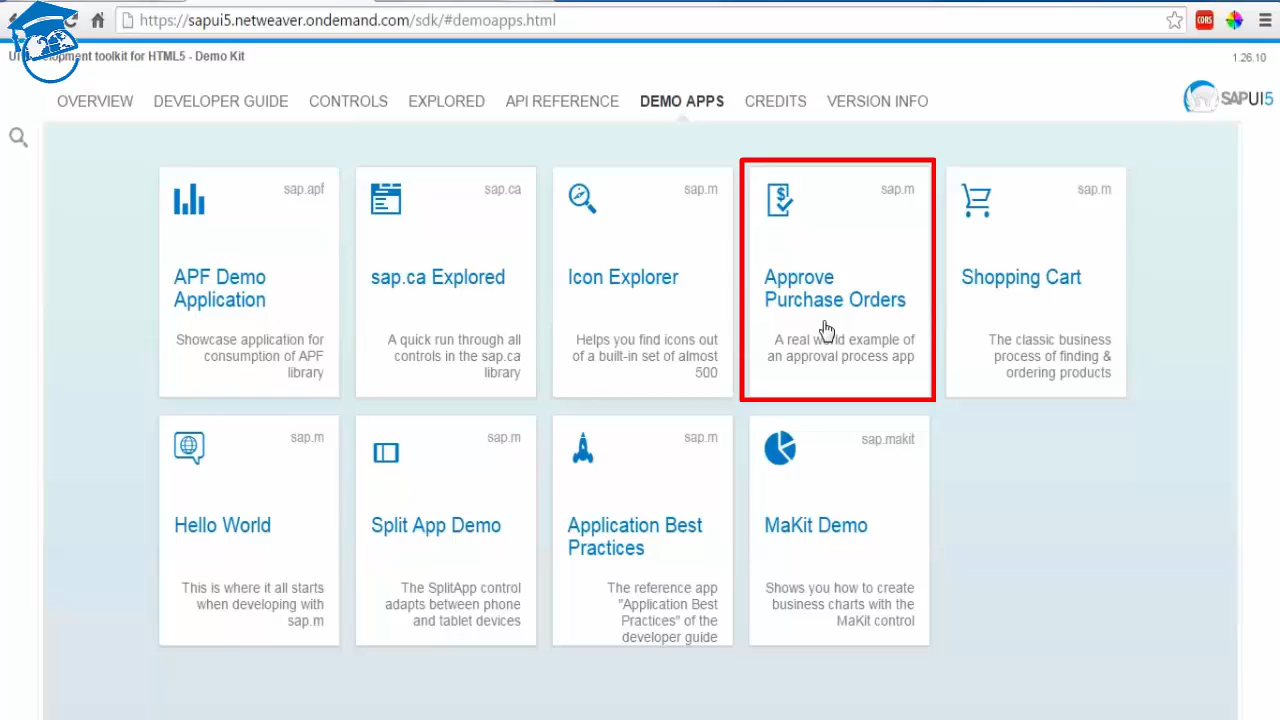 https://sapui5.netweaver.ondemand.com/sdk/#demoapps.html
CORS
UI development toolkit for HTML5 - Demo Kit
1.26.10
OVERVIEW DEVELOPER GUIDE CONTROLS EXPLORED API REFERENCE DEMO APPS CREDITS VERSION INFO
SAPUI5
sap.apf
APF Demo
Application
Showcase application for
consumption of APF
library
sap.ca
sap.ca Explored
A quick run through all
controls in the sap.ca
library
sap.m
Icon Explorer
Helps you find icons out
of a built-in set of almost
500
sap.m
Approve
Purchase Orders
A real world example of
an approval process app
sap.m
Shopping Cart
The classic business
process of finding &
ordering products
sap.m
Hello World
This is where it all starts
when developing with
sap.m
sap.m
Split App Demo
The SplitApp control
adapts between phone
and tablet devices
sap.m
Application Best
Practices
The reference app
"Application Best
Practices" of the
developer guide
sap.makit
MaKit Demo
Shows you how to create
business charts with the
MaKit control